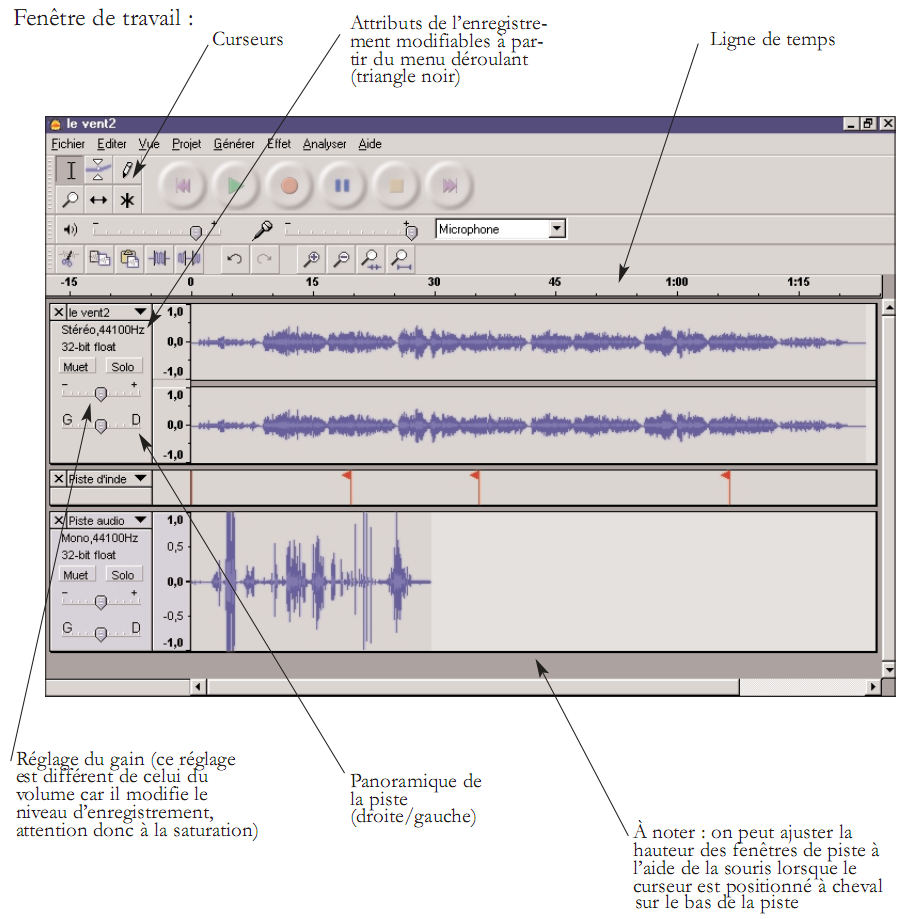 Fenêtre de travail :
Curseurs
Attributs de l'enregistre-
ment modifiables à par-
tir du menu déroulant
(triangle noir)
Ligne de temps
le vent2
Fichier Editer Vue Projet Générer Effet Analyser Aide
- +
- +
Microphone
-15 0 15 30 45 1:00 1:15
le vent2
Stéréo,44100Hz
32-bit float
Muet Solo
- +
G D
1,0
0,0
-1,0
1,0
0,0
-1,0
Piste d'inde
Piste audio
Mono,44100Hz
32-bit float
Muet Solo
- +
G D
1,0
0,5
0,0
-0,5
-1,0
Réglage du gain (ce réglage
est différent de celui du
volume car il modifie le
niveau d'enregistrement,
attention donc à la saturation)
Panoramique de
la piste
(droite/gauche)
À noter : on peut ajuster la
hauteur des fenêtres de piste à
l'aide de la souris lorsque le
curseur est positionné à cheval
sur le bas de la piste